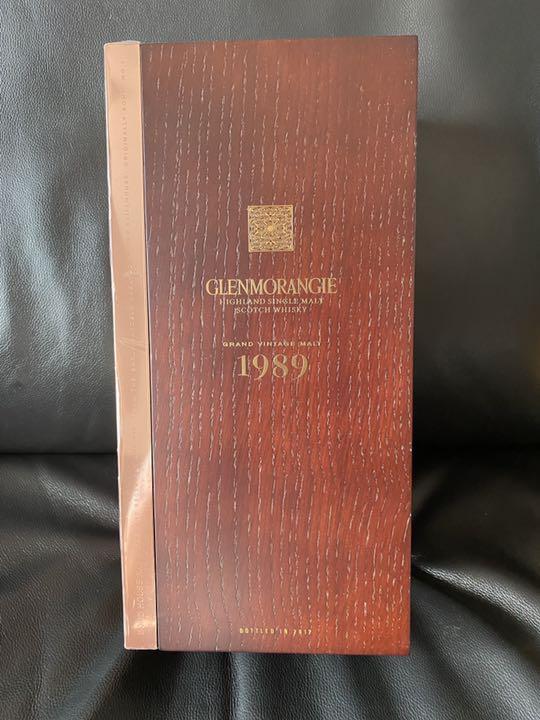 GLENMORANGIE
HIGHLAND SINGLE MALT
SCOTCH WHISKY
GRAND VINTAGE MALT
1989
BOTTLED IN 2017